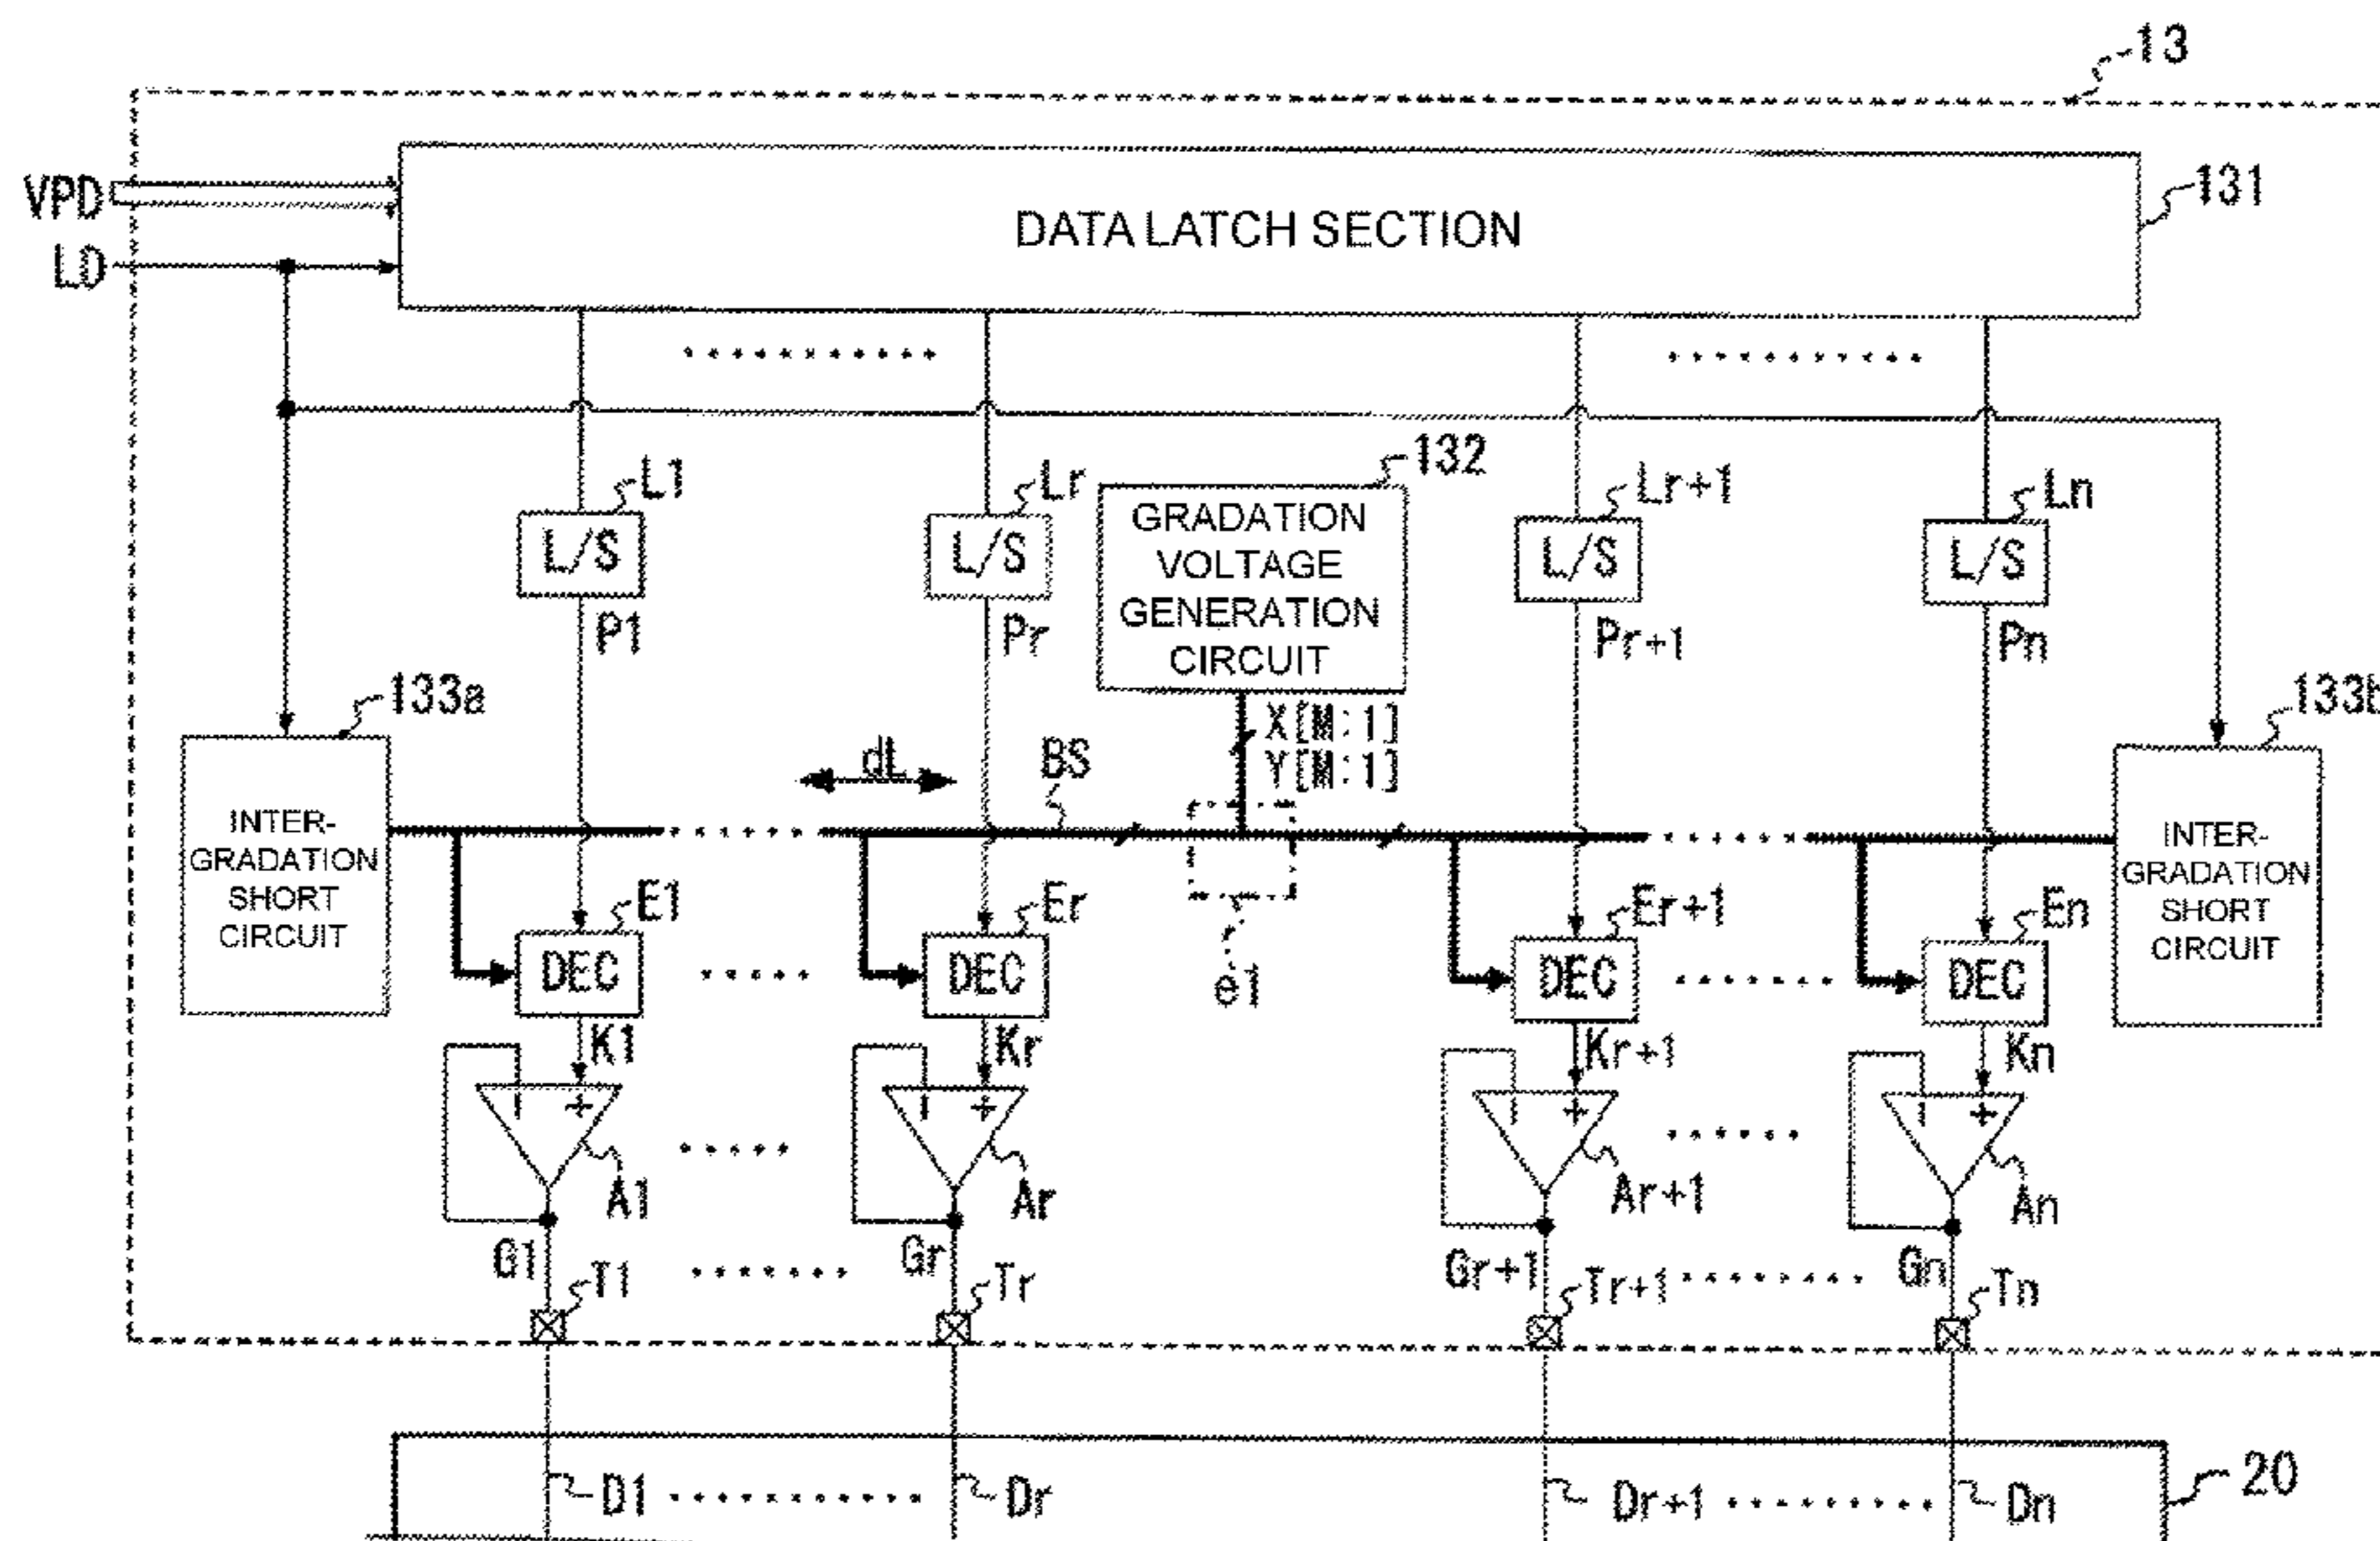 13
VPD
LD
DATA LATCH SECTION
131
L1
Lr
132
Lr+1
Ln
L/S
L/S
GRADATION
VOLTAGE
GENERATION
CIRCUIT
L/S
L/S
P1
Pr
Pr+1
Pn
133a
133b
X[M:1]
Y[M:1]
dL
BS
INTER-
GRADATION
SHORT
CIRCUIT
INTER-
GRADATION
SHORT
CIRCUIT
E1
Er
e1
Er+1
En
DEC
DEC
DEC
DEC
K1
Kr
Kr+1
Kn
− +
− +
− +
− +
A1
Ar
Ar+1
An
G1
Gr
Gr+1
Gn
T1
Tr
Tr+1
Tn
D1
Dr
Dr+1
Dn
20